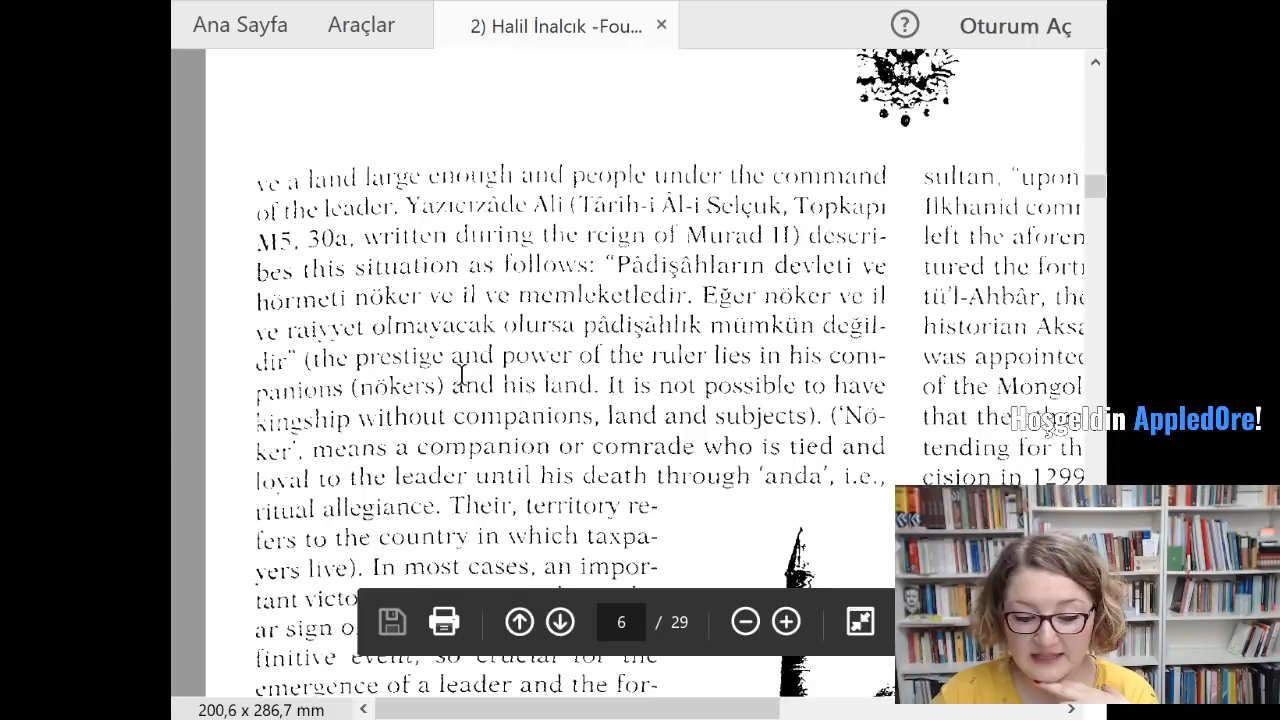 Ana Sayfa
Araçlar
2) Halil İnalcık -Fou...
Oturum Aç
ve a land large enough and people under the command
of the leader. Yazıcızâde Ali (Târih-i Âl-i Selçuk, Topkapı
M5, 30a, written during the reign of Murad II) descri-
bes this situation as follows: “Pâdişâhların devleti ve
hörmeti nöker ve il ve memleketledir. Eğer nöker ve il
ve raiyyet olmayacak olursa pâdişâhlık mümkün değil-
dir” (the prestige and power of the ruler lies in his com-
panions (nökers) and his land. It is not possible to have
kingship without companions, land and subjects). (‘Nö-
ker’, means a companion or comrade who is tied and
loyal to the leader until his death through ‘anda’, i.e.,
ritual allegiance. Their, territory re-
fers to the country in which taxpa-
yers live). In most cases, an impor-
tant victo
ar sign o
finitive event, so crucial for the
emergence of a leader and the for-
sultan, “upon
Ilkhanid com
left the aforen
tured the fort
tü’l-Ahbâr, the
historian Aksa
was appointed
of the Mongol
that the
tending for th
cision in 1299
Hoşgeldin AppledOre!
6 / 29
200,6 x 286,7 mm